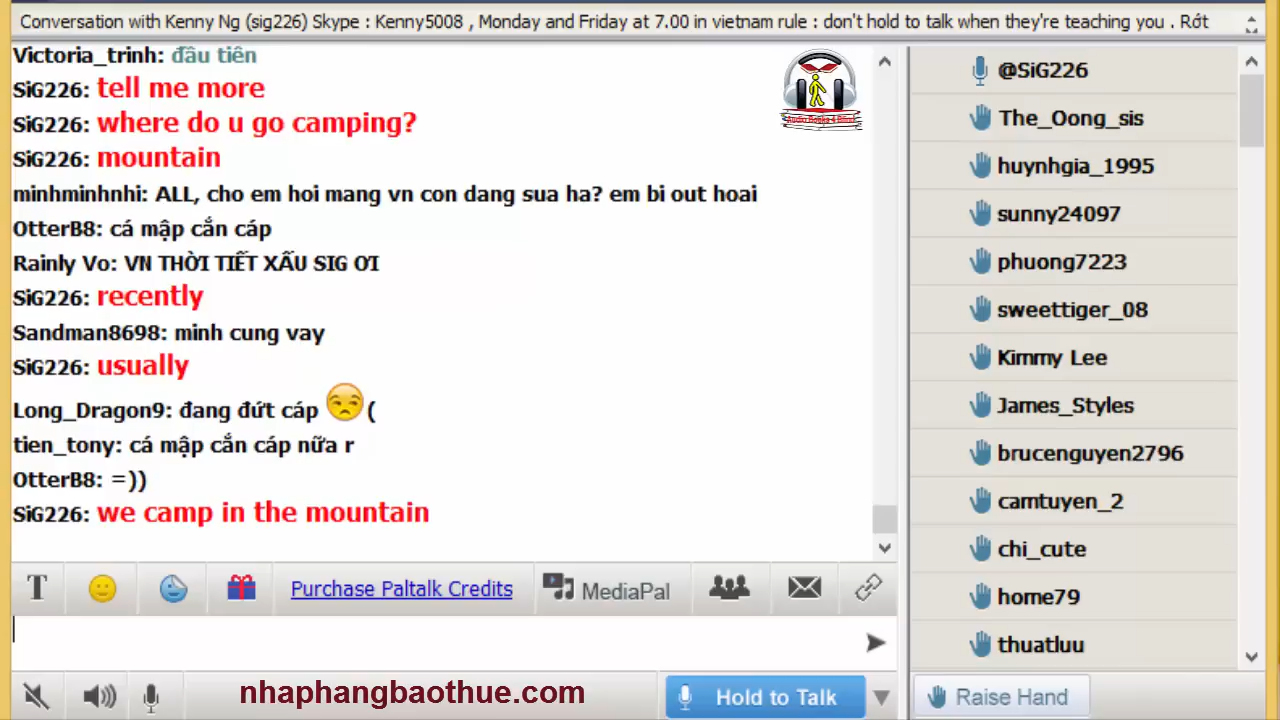 Conversation with Kenny Ng (sig226) Skype : Kenny5008 , Monday and Friday at 7.00 in vietnam rule : don't hold to talk when they're teaching you . Rớt
Victoria_trinh: đầu tiên
SiG226: tell me more
SiG226: where do u go camping?
SiG226: mountain
minhminhnhi: ALL, cho em hoi mang vn con dang sua ha? em bi out hoai
OtterB8: cá mập cắn cáp
Rainly Vo: VN THỜI TIẾT XẤU SIG ƠI
SiG226: recently
Sandman8698: minh cung vay
SiG226: usually
Long_Dragon9: đang đứt cáp (
tien_tony: cá mập cắn cáp nữa r
OtterB8: =))
SiG226: we camp in the mountain
T Purchase Paltalk Credits MediaPal
nhaphangbaothue.com
Hold to Talk
@SiG226
The_Oong_sis
huynhgia_1995
sunny24097
phuong7223
sweettiger_08
Kimmy Lee
James_Styles
brucenguyen2796
camtuyen_2
chi_cute
home79
thuatluu
Raise Hand